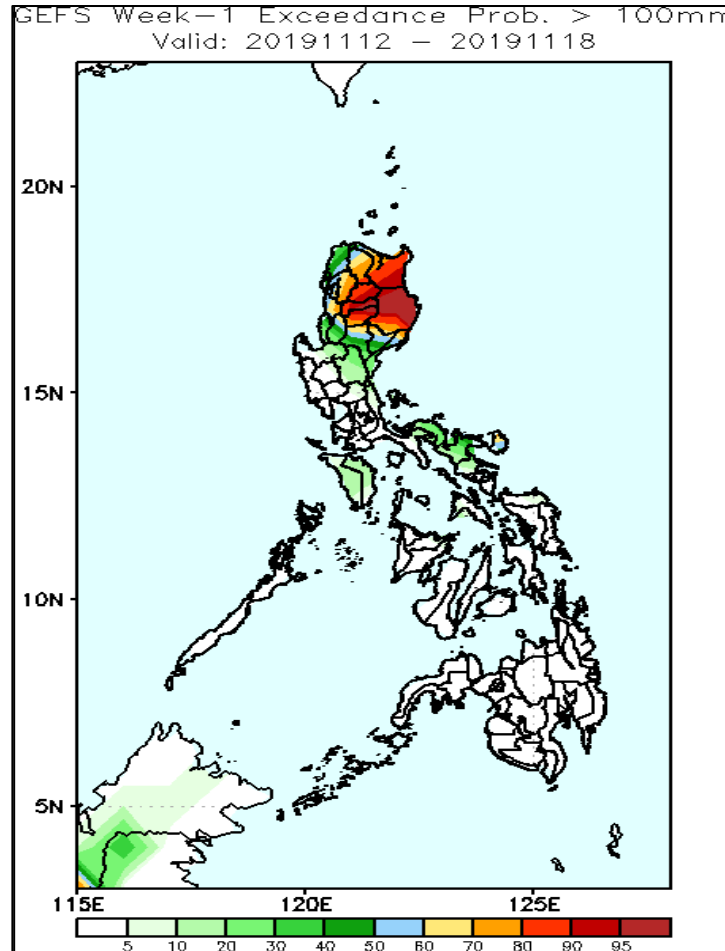 GEFS Week-1 Exceedance Prob. > 100mm
Valid: 20191112 - 20191118
20N
15N
10N
5N
115E 120E 125E
5 10 20 30 40 50 60 70 80 90 95